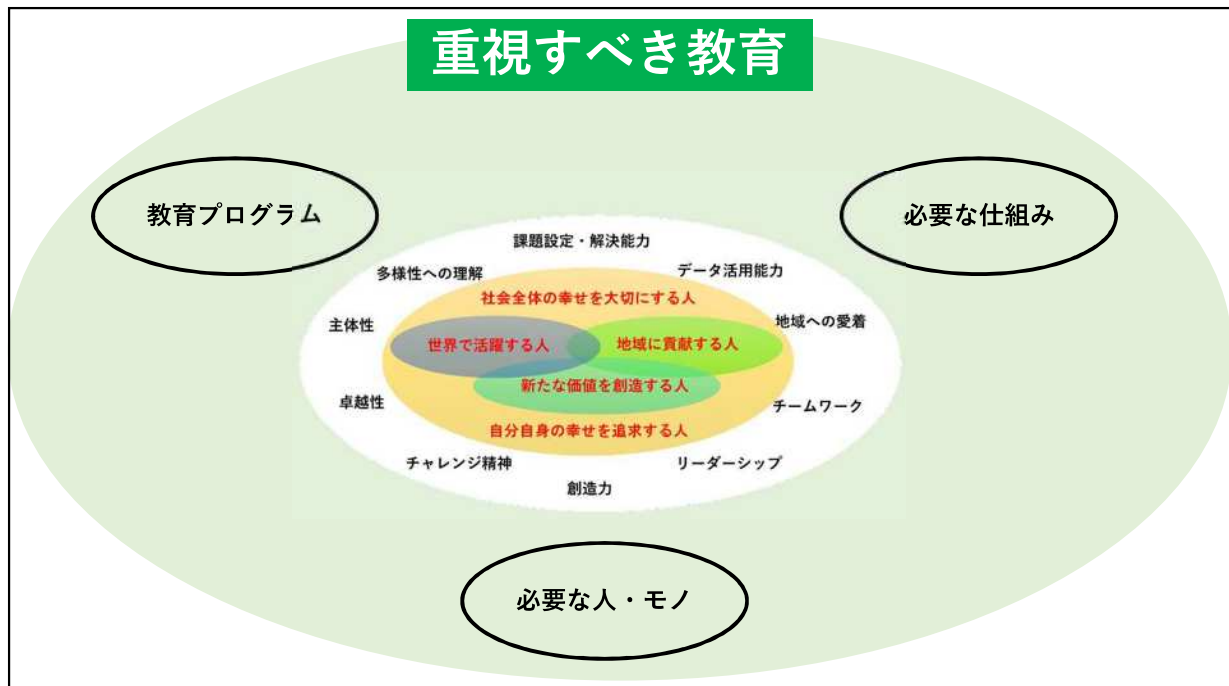 重視すべき教育
教育プログラム
必要な仕組み
課題設定・解決能力
多様性への理解
データ活用能力
社会全体の幸せを大切にする人
主体性
地域への愛着
世界で活躍する人
地域に貢献する人
新たな価値を創造する人
卓越性
チームワーク
自分自身の幸せを追求する人
チャレンジ精神
リーダーシップ
創造力
必要な人・モノ